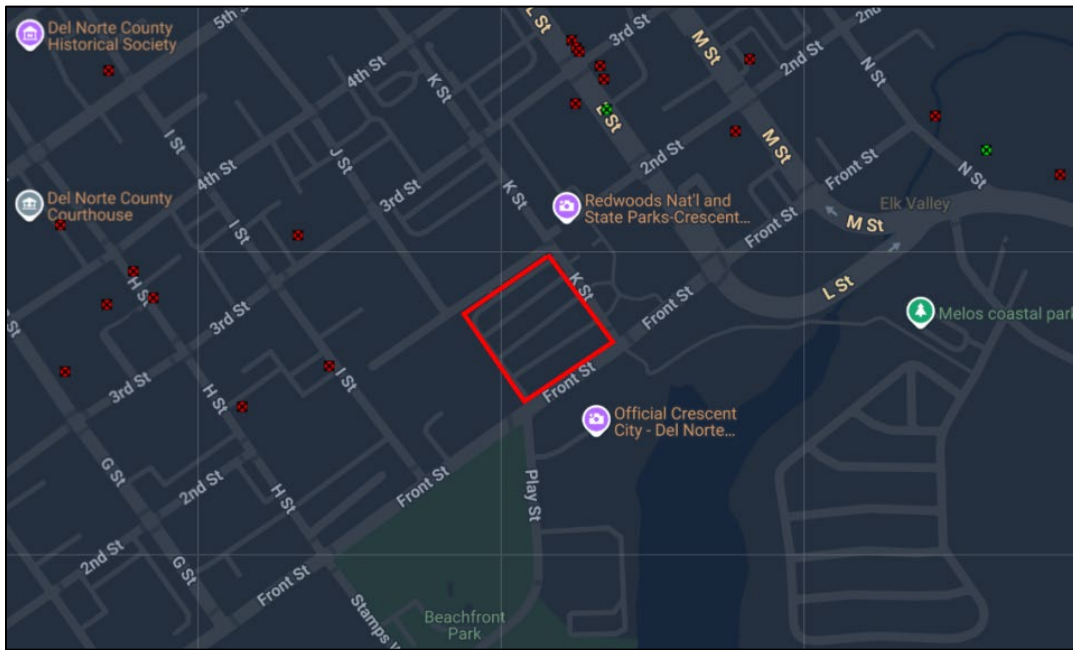 Del Norte County
Historical Society
5th S
4th St
K St
L St
3rd St
M St
2nd St
2nd
N St
I St
J St
4th St
3rd St
K St
L St
2nd St
M St
Front St
N St
Del Norte County
Courthouse
Redwoods Nat'l and
State Parks-Crescent...
Elk Valley
M St
Front St
I St
H St
3rd St
K St
Front St
L St
Melos coastal park
3rd St
H St
I St
Front St
Official Crescent
City - Del Norte...
G St
2nd St
H St
Front St
Play St
2nd St
G St
Front St
Stamps
Beachfront
Park